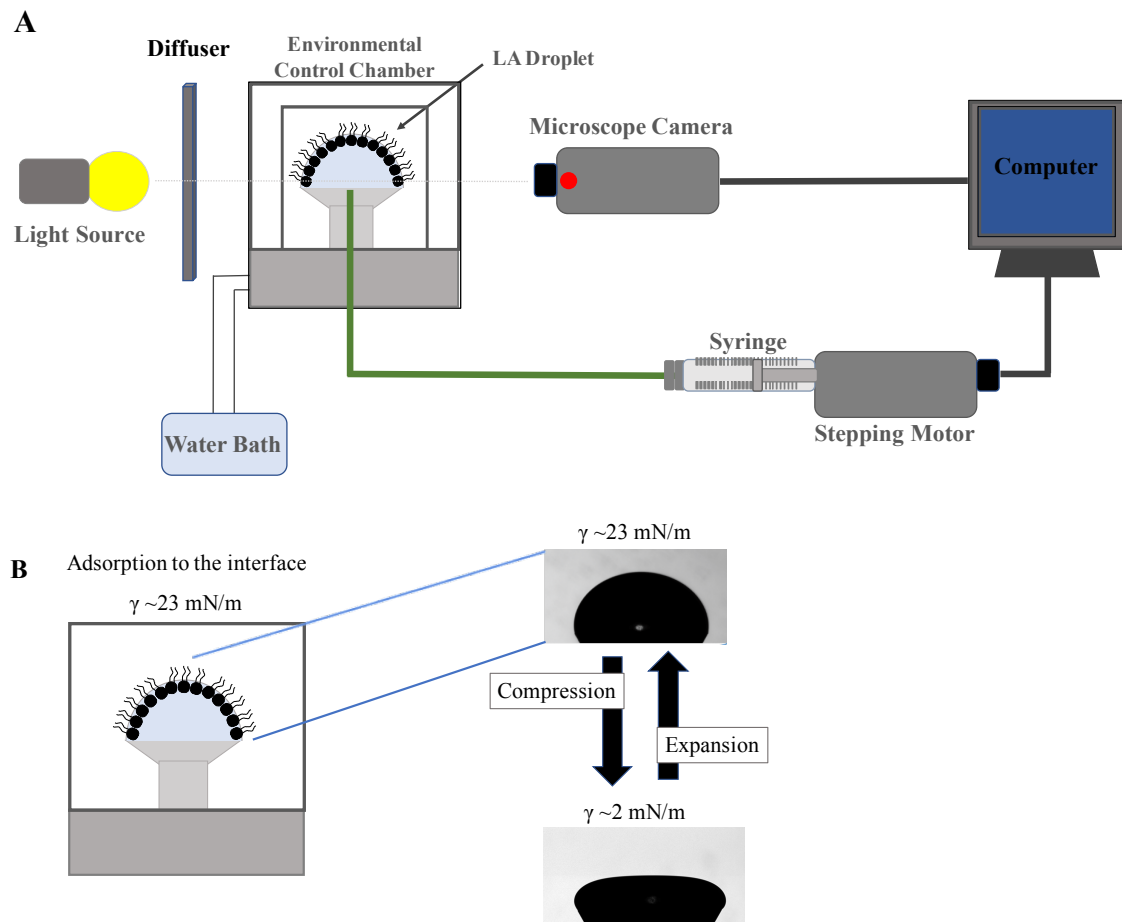 A
Diffuser
Environmental
Control Chamber
LA Droplet
Microscope Camera
Computer
Light Source
Syringe
Stepping Motor
Water Bath
B
Adsorption to the interface
γ ~23 mN/m
γ ~23 mN/m
Compression
Expansion
γ ~2 mN/m